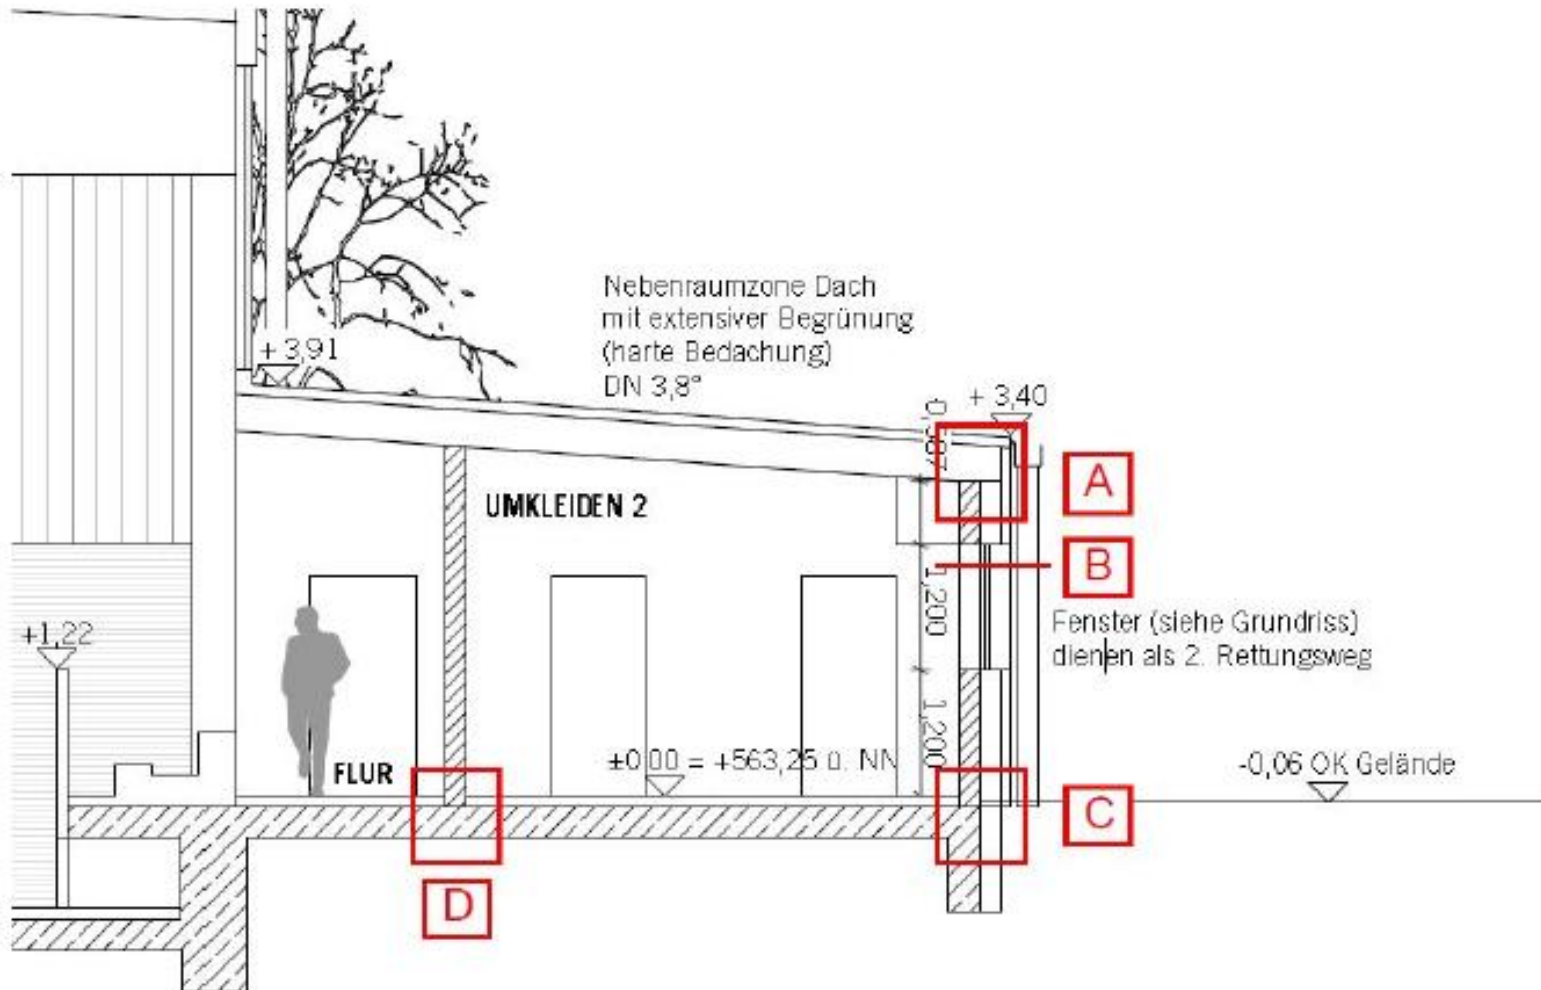 Nebenraumzone Dach
mit extensiver Begrünung
(harte Bedachung)
DN 3,8°
+3,91
+ 3,40
A
UMKLEIDEN 2
B
1,200
Fenster (siehe Grundriss)
dienen als 2. Rettungsweg
+1,22
1,200
FLUR
±0.00 = +563,25 ü. NN
-0,06 OK Gelände
C
D